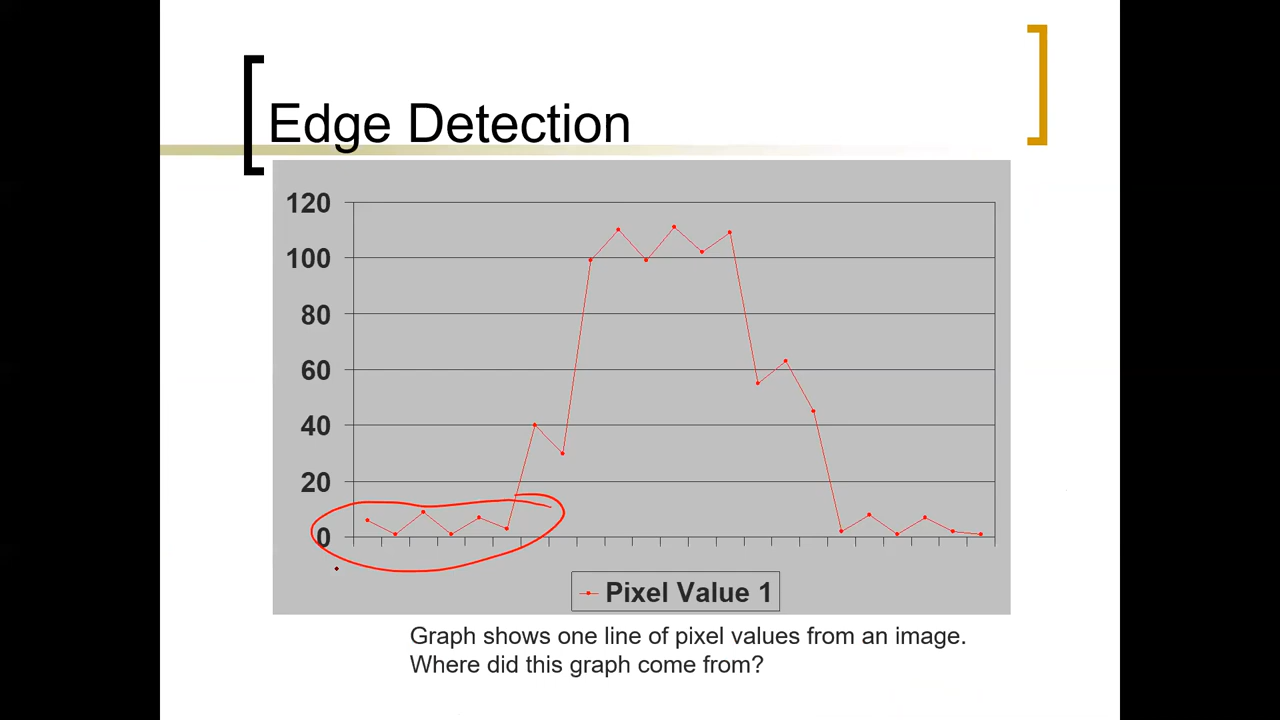 Edge Detection
120
100
80
60
40
20
0
Pixel Value 1
Graph shows one line of pixel values from an image.
Where did this graph come from?